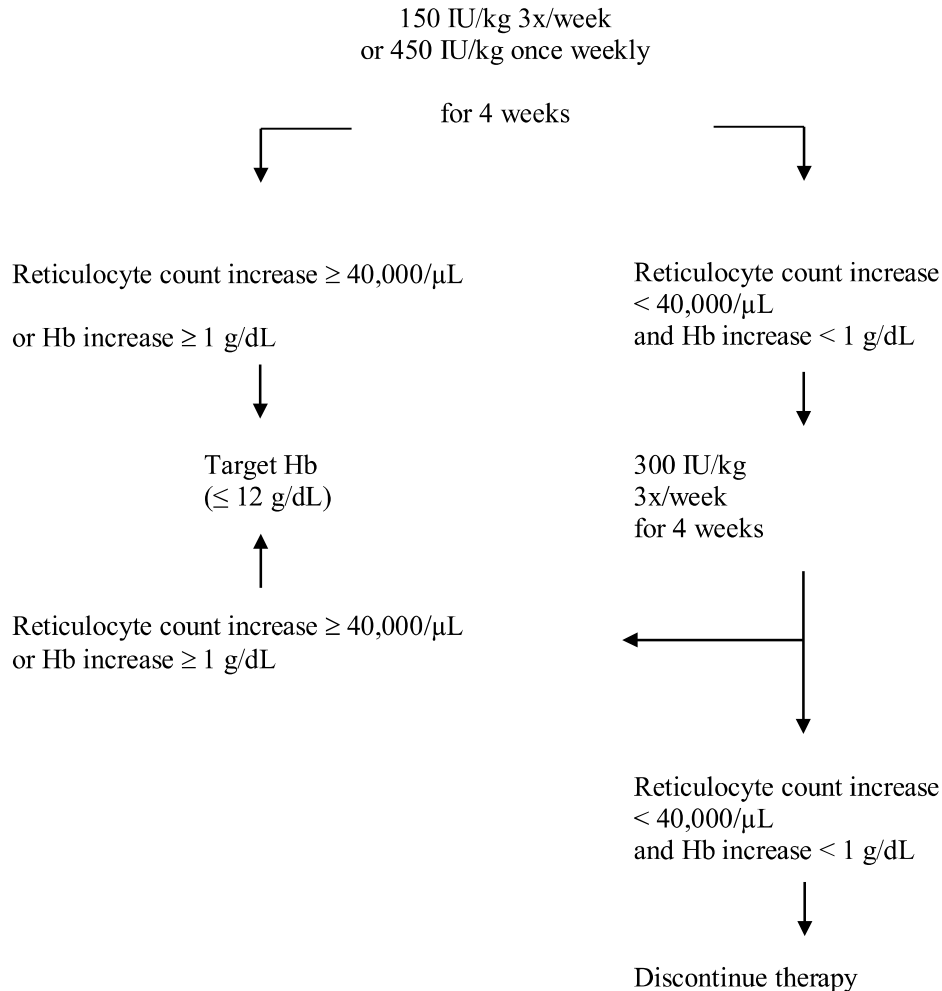 150 IU/kg 3x/week
or 450 IU/kg once weekly
for 4 weeks
Reticulocyte count increase ≥ 40,000/µL
or Hb increase ≥ 1 g/dL
Reticulocyte count increase
< 40,000/µL
and Hb increase < 1 g/dL
Target Hb
(≤ 12 g/dL)
300 IU/kg
3x/week
for 4 weeks
Reticulocyte count increase ≥ 40,000/µL
or Hb increase ≥ 1 g/dL
Reticulocyte count increase
< 40,000/µL
and Hb increase < 1 g/dL
Discontinue therapy